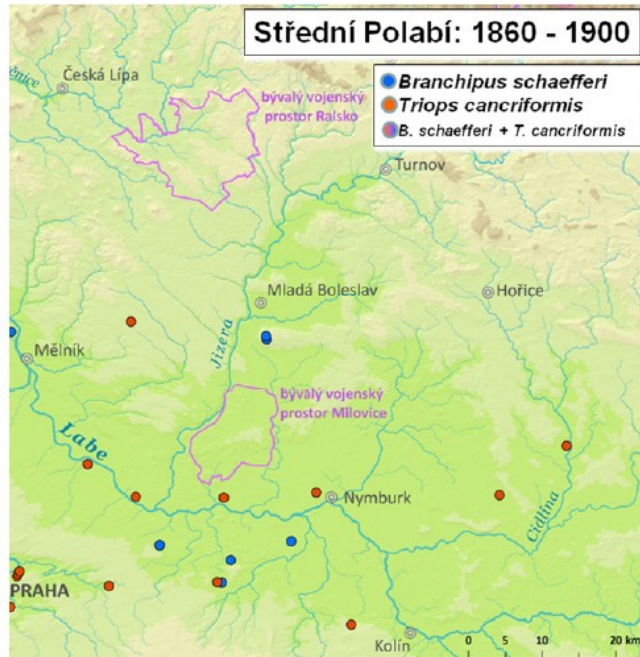 Střední Polabí: 1860 - 1900
Branchipus schaefferi
Triops cancriformis
B. schaefferi + T. cancriformis
Česká Lípa
bývalý vojenský
prostor Ralsko
Turnov
Mladá Boleslav
Hořice
Jizera
Mělník
bývalý vojenský
prostor Milovice
Labe
Nymburk
Cidlina
PRAHA
Kolín
0 5 10 20 km